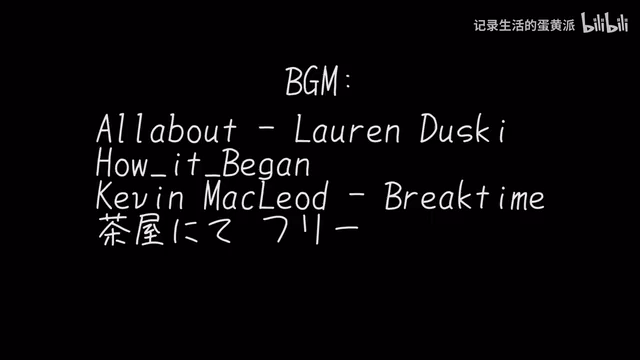 记录生活的蛋黄派 bilibili
BGM:
Allabout - Lauren Duski
How_it_Began
Kevin MacLeod - Breaktime
茶屋にて フリー